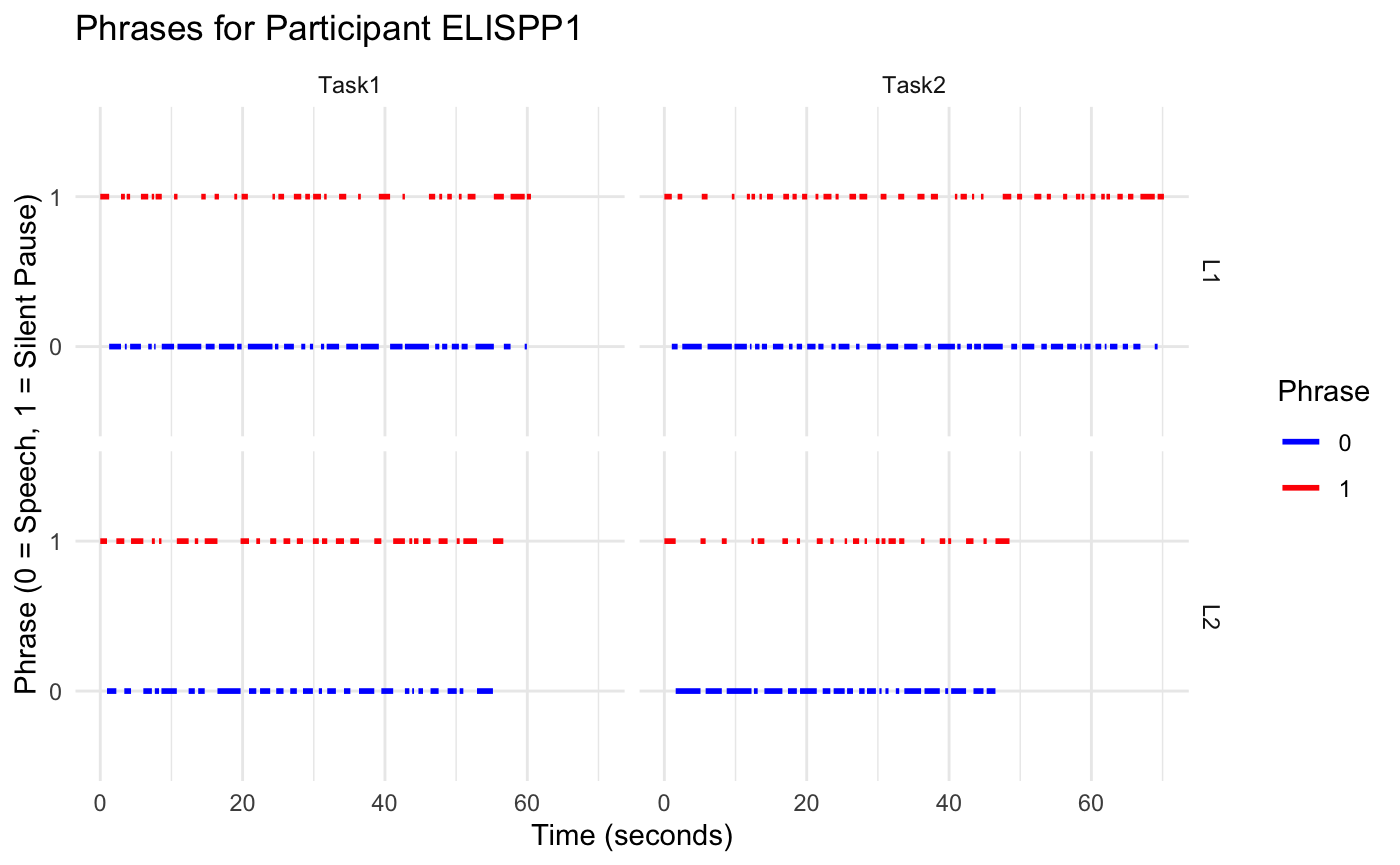 Phrases for Participant ELISPP1
Task1
Task2
Phrase (0 = Speech, 1 = Silent Pause)
1
0
L1
1
0
L2
0
20
40
60
0
20
40
60
Time (seconds)
Phrase
0
1